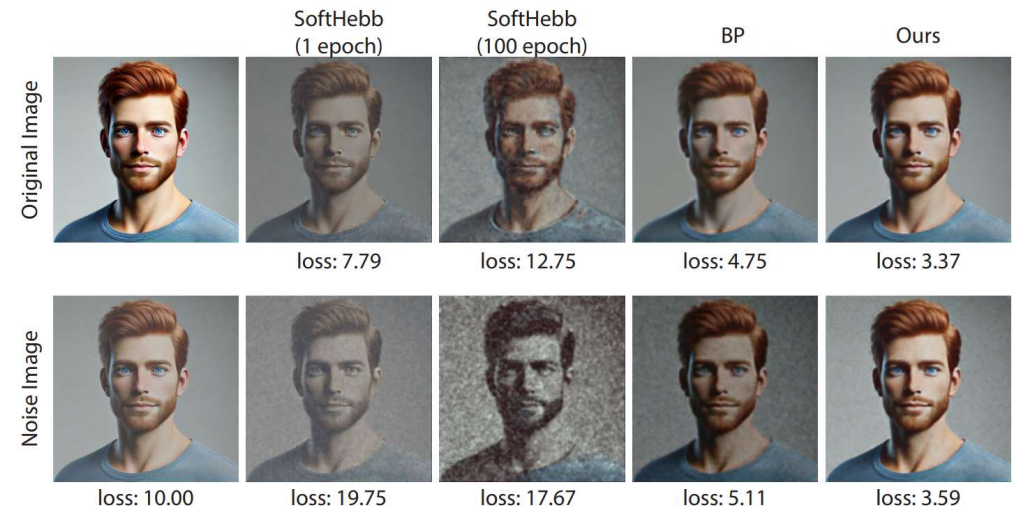 SoftHebb
(1 epoch)
SoftHebb
(100 epoch)
BP
Ours
Original Image
loss: 7.79
loss: 12.75
loss: 4.75
loss: 3.37
Noise Image
loss: 10.00
loss: 19.75
loss: 17.67
loss: 5.11
loss: 3.59